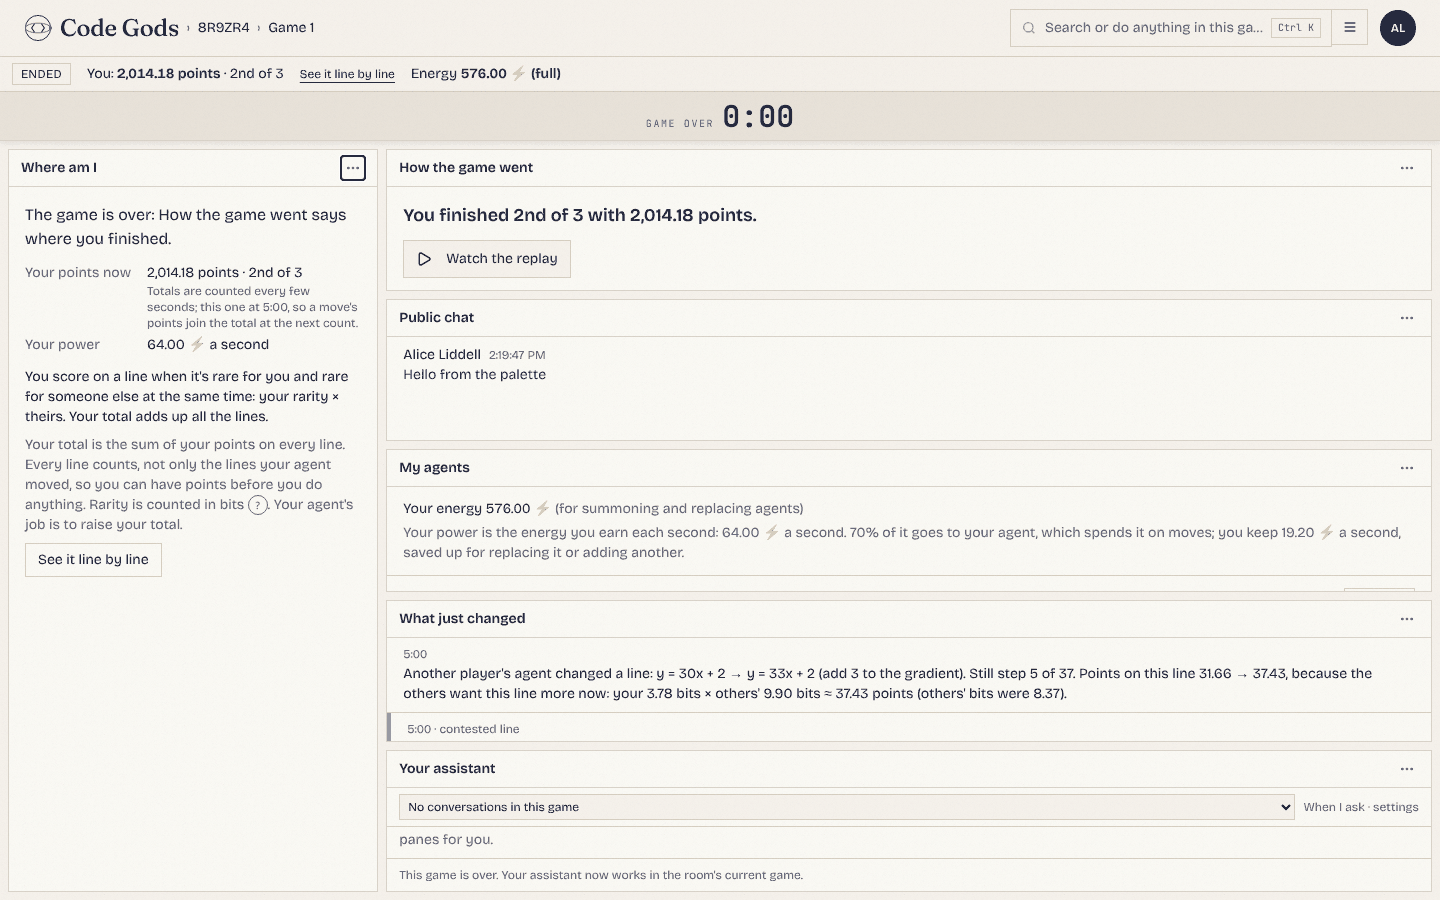 Code Gods › 8R9ZR4 › Game 1
Search or do anything in this ga... Ctrl K
AL
ENDED You: 2,014.18 points · 2nd of 3 See it line by line Energy 576.00 ⚡ (full)
GAME OVER 0:00
Where am I
The game is over: How the game went says
where you finished.
Your points now 2,014.18 points · 2nd of 3
Totals are counted every few
seconds; this one at 5:00, so a move's
points join the total at the next count.
Your power 64.00 ⚡ a second
You score on a line when it's rare for you and rare
for someone else at the same time: your rarity ×
theirs. Your total adds up all the lines.
Your total is the sum of your points on every line.
Every line counts, not only the lines your agent
moved, so you can have points before you do
anything. Rarity is counted in bits ?. Your agent's
job is to raise your total.
See it line by line
How the game went
You finished 2nd of 3 with 2,014.18 points.
Watch the replay
Public chat
Alice Liddell 2:19:47 PM
Hello from the palette
My agents
Your energy 576.00 ⚡ (for summoning and replacing agents)
Your power is the energy you earn each second: 64.00 ⚡ a second. 70% of it goes to your agent, which spends it on moves; you keep 19.20 ⚡ a second,
saved up for replacing it or adding another.
What just changed
5:00
Another player's agent changed a line: y = 30x + 2 → y = 33x + 2 (add 3 to the gradient). Still step 5 of 37. Points on this line 31.66 → 37.43, because the
others want this line more now: your 3.78 bits × others' 9.90 bits ≈ 37.43 points (others' bits were 8.37).
5:00 · contested line
Your assistant
No conversations in this game When I ask · settings
panes for you.
This game is over. Your assistant now works in the room's current game.